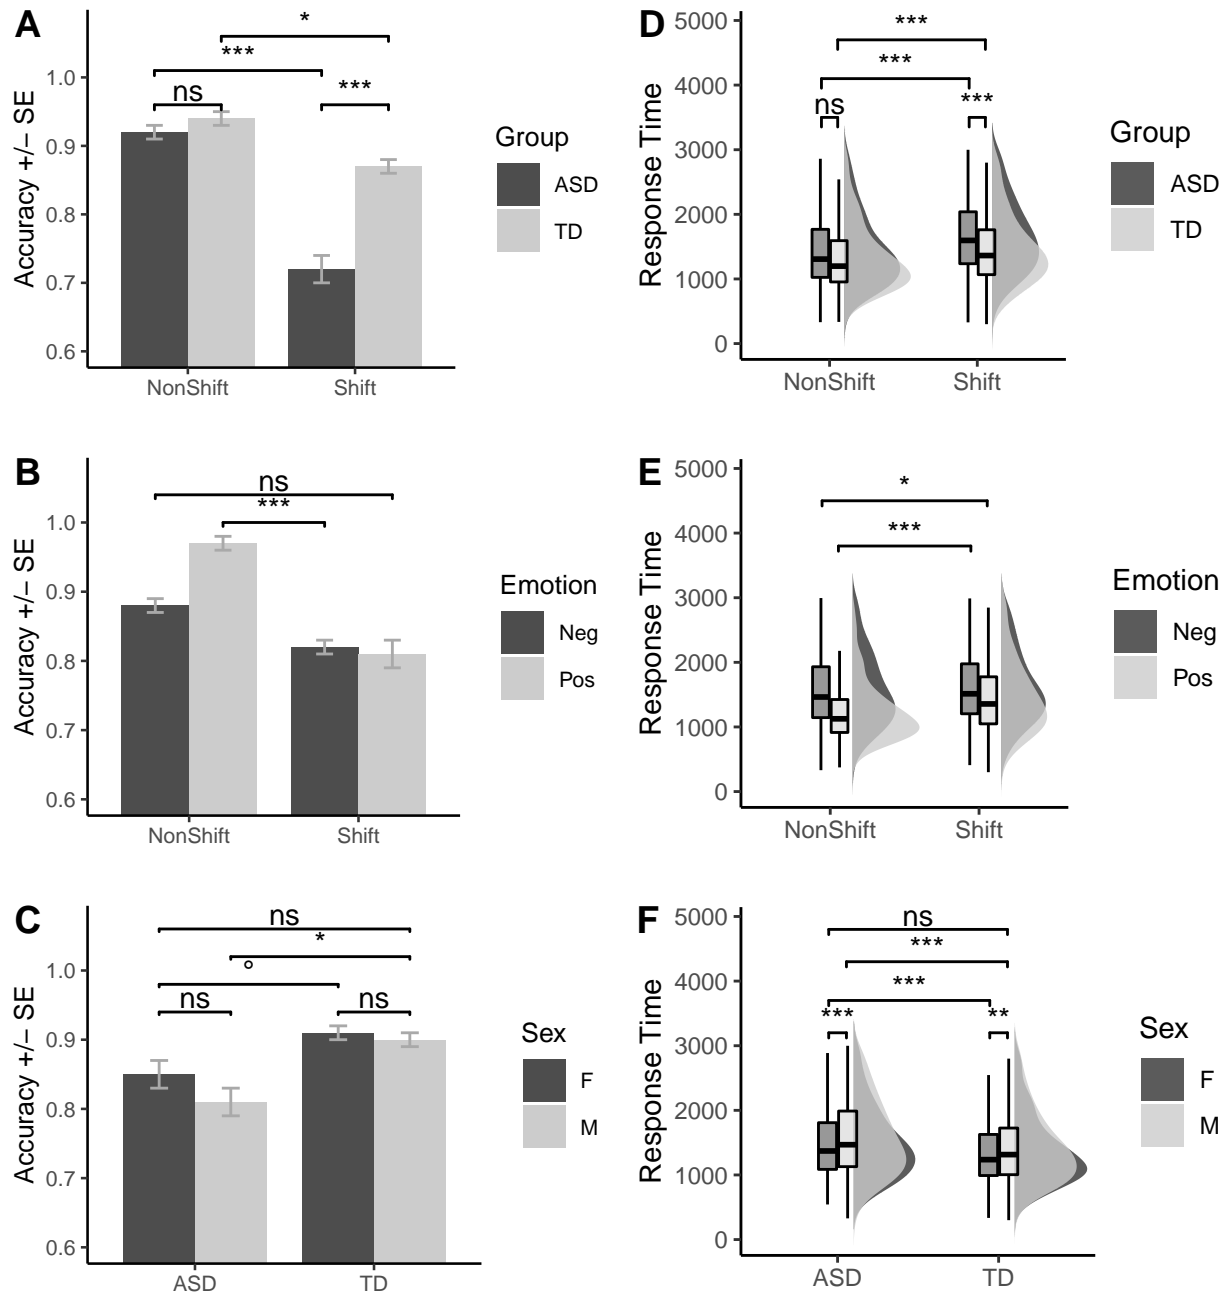 A
Accuracy +/– SE
1.0
0.9
0.8
0.7
0.6
*
***
ns
***
NonShift
Shift
Group
ASD
TD
D
Response Time
5000
4000
3000
2000
1000
0
***
***
ns
***
NonShift
Shift
Group
ASD
TD
B
Accuracy +/– SE
1.0
0.9
0.8
0.7
0.6
ns
***
NonShift
Shift
Emotion
Neg
Pos
E
Response Time
5000
4000
3000
2000
1000
0
*
***
NonShift
Shift
Emotion
Neg
Pos
C
Accuracy +/– SE
1.0
0.9
0.8
0.7
0.6
ns
*
°
ns
ns
ASD
TD
Sex
F
M
F
Response Time
5000
4000
3000
2000
1000
0
ns
***
***
***
**
ASD
TD
Sex
F
M